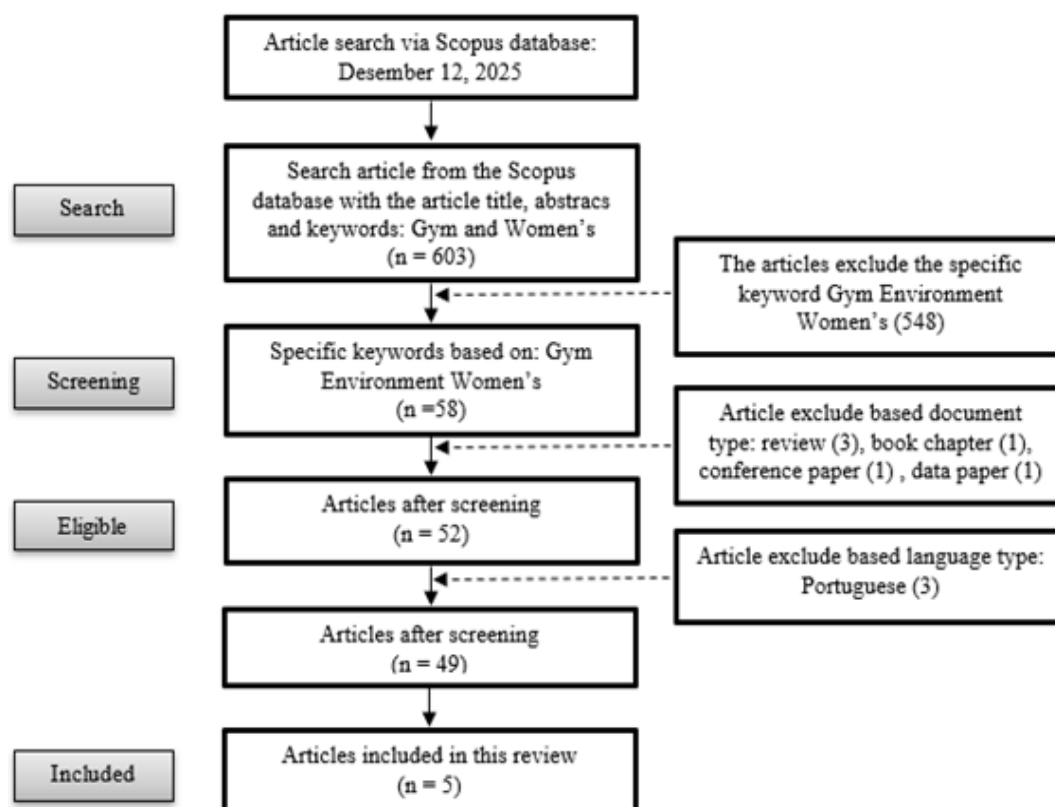 Article search via Scopus database:
Desember 12, 2025
Search
Search article from the Scopus
database with the article title, abstracs
and keywords: Gym and Women’s
(n = 603)
The articles exclude the specific
keyword Gym Environment
Women’s (548)
Screening
Specific keywords based on: Gym
Environment Women’s
(n =58)
Article exclude based document
type: review (3), book chapter (1),
conference paper (1) , data paper (1)
Eligible
Articles after screening
(n = 52)
Article exclude based language type:
Portuguese (3)
Articles after screening
(n = 49)
Included
Articles included in this review
(n = 5)